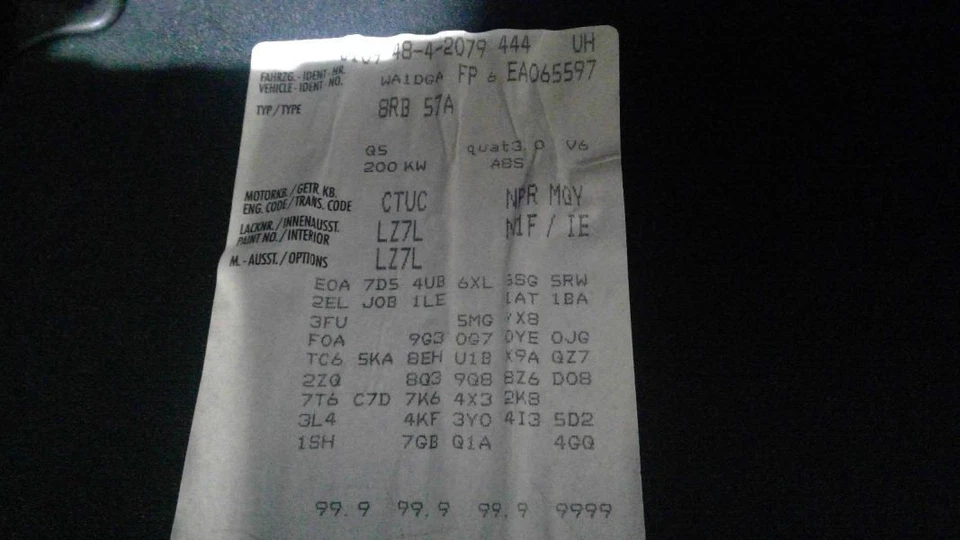 48-4-2079 444 UH
FAHRZG.-IDENT-NR.
VEHICLE-IDENT-NO. WA1DGA FP 6 EA065597
TYP/TYPE 8RB 57A
Q5 quat3.0 V6
200 KW ABS
MOTORKB./GETR.KB.
ENG. CODE/TRANS. CODE CTUC NPR MQY
LACKNR./INNENAUSST.
PAINT NO./INTERIOR LZ7L N1F / IE
M.-AUSST./OPTIONS LZ7L
E0A 7D5 4UB 6XL 5SG 5RW
2EL J0B 1LE 1AT 1BA
3FU 5MG YX8
F0A 9G3 0G7 0YE 0JG
TC6 5KA 8EH U1B X9A QZ7
2ZQ 8Q3 9Q8 8Z6 D08
7T6 C7D 7K6 4X3 2K8
3L4 4KF 3Y0 4I3 5D2
1SH 7GB Q1A 4GQ
99.9 99.9 99.9 9999